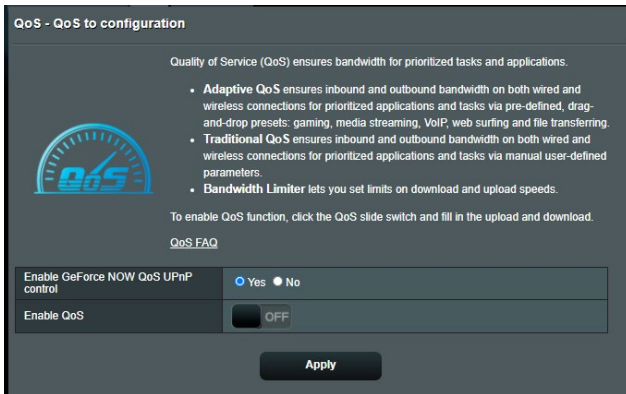 QoS - QoS to configuration
Quality of Service (QoS) ensures bandwidth for prioritized tasks and applications.
• Adaptive QoS ensures inbound and outbound bandwidth on both wired and
wireless connections for prioritized applications and tasks via pre-defined, drag-
and-drop presets: gaming, media streaming, VoIP, web surfing and file transferring.
• Traditional QoS ensures inbound and outbound bandwidth on both wired and
wireless connections for prioritized applications and tasks via manual user-defined
parameters.
• Bandwidth Limiter lets you set limits on download and upload speeds.
QoS
To enable QoS function, click the QoS slide switch and fill in the upload and download.
QoS FAQ
Enable GeForce NOW QoS UPnP
control
Yes No
Enable QoS
OFF
Apply